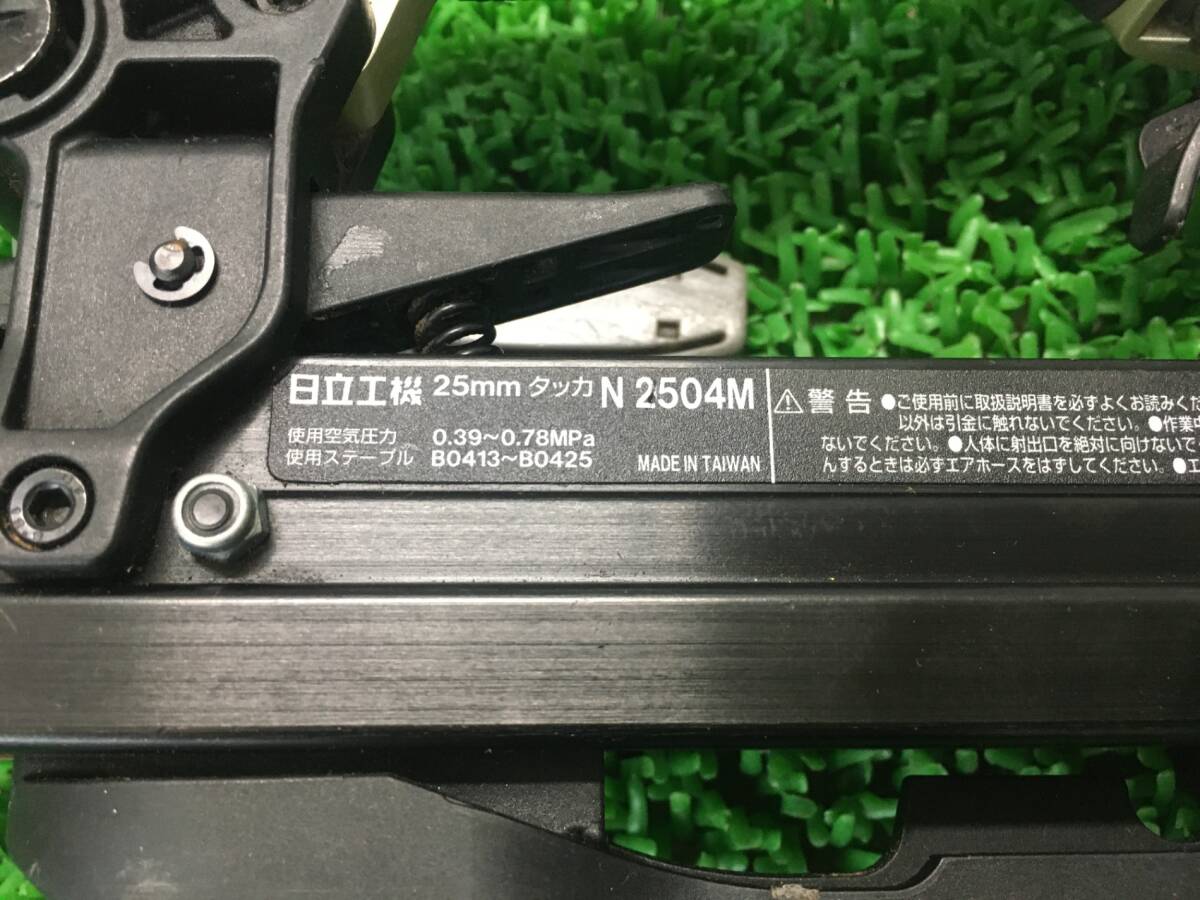 日立工機 25mm タッカ N 2504M
使用空気圧力 0.39～0.78MPa
使用ステーブル B0413～B0425
MADE IN TAIWAN
⚠警告 ●ご使用前に取扱説明書を必ずよくお読みくだ
以外は引金に触れないでください。●作業中
ないでください。●人体に射出口を絶対に向けないで
んするときは必ずエアホースをはずしてください。●エ